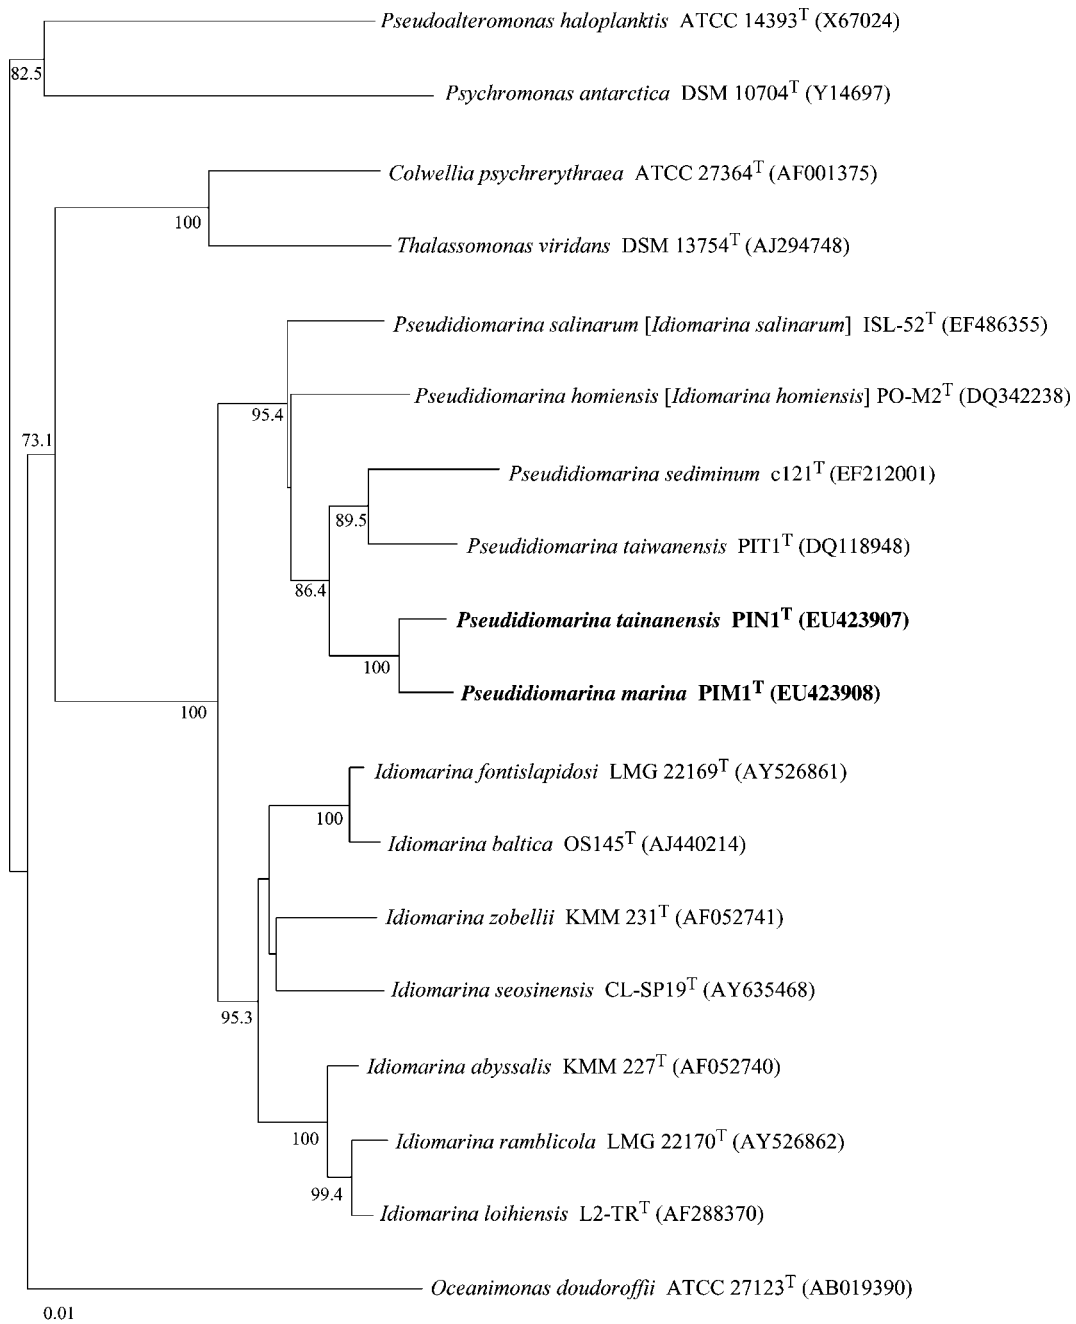 Pseudoalteromonas haloplanktis ATCC 14393T (X67024)
82.5
Psychromonas antarctica DSM 10704T (Y14697)
Colwellia psychrerythraea ATCC 27364T (AF001375)
100
Thalassomonas viridans DSM 13754T (AJ294748)
Pseudidiomarina salinarum [Idiomarina salinarum] ISL-52T (EF486355)
Pseudidiomarina homiensis [Idiomarina homiensis] PO-M2T (DQ342238)
95.4
73.1
Pseudidiomarina sediminum c121T (EF212001)
89.5
Pseudidiomarina taiwanensis PIT1T (DQ118948)
86.4
Pseudidiomarina tainanensis PIN1T (EU423907)
100
Pseudidiomarina marina PIM1T (EU423908)
100
Idiomarina fontislapidosi LMG 22169T (AY526861)
100
Idiomarina baltica OS145T (AJ440214)
Idiomarina zobellii KMM 231T (AF052741)
Idiomarina seosinensis CL-SP19T (AY635468)
95.3
Idiomarina abyssalis KMM 227T (AF052740)
100
Idiomarina ramblicola LMG 22170T (AY526862)
99.4
Idiomarina loihiensis L2-TRT (AF288370)
Oceanimonas doudoroffii ATCC 27123T (AB019390)
0.01